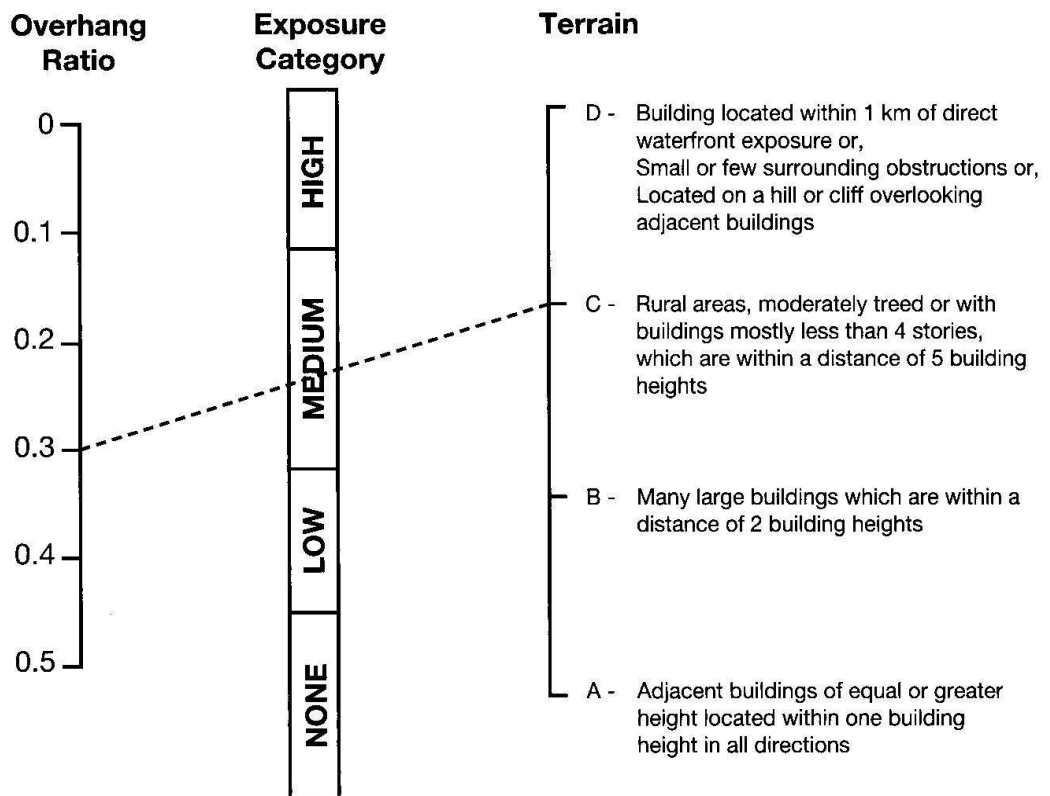 Overhang
Ratio
Exposure
Category
Terrain
0
0.1
0.2
0.3
0.4
0.5
HIGH
MEDIUM
LOW
NONE
D - Building located within 1 km of direct
waterfront exposure or,
Small or few surrounding obstructions or,
Located on a hill or cliff overlooking
adjacent buildings
C - Rural areas, moderately treed or with
buildings mostly less than 4 stories,
which are within a distance of 5 building
heights
B - Many large buildings which are within a
distance of 2 building heights
A - Adjacent buildings of equal or greater
height located within one building
height in all directions